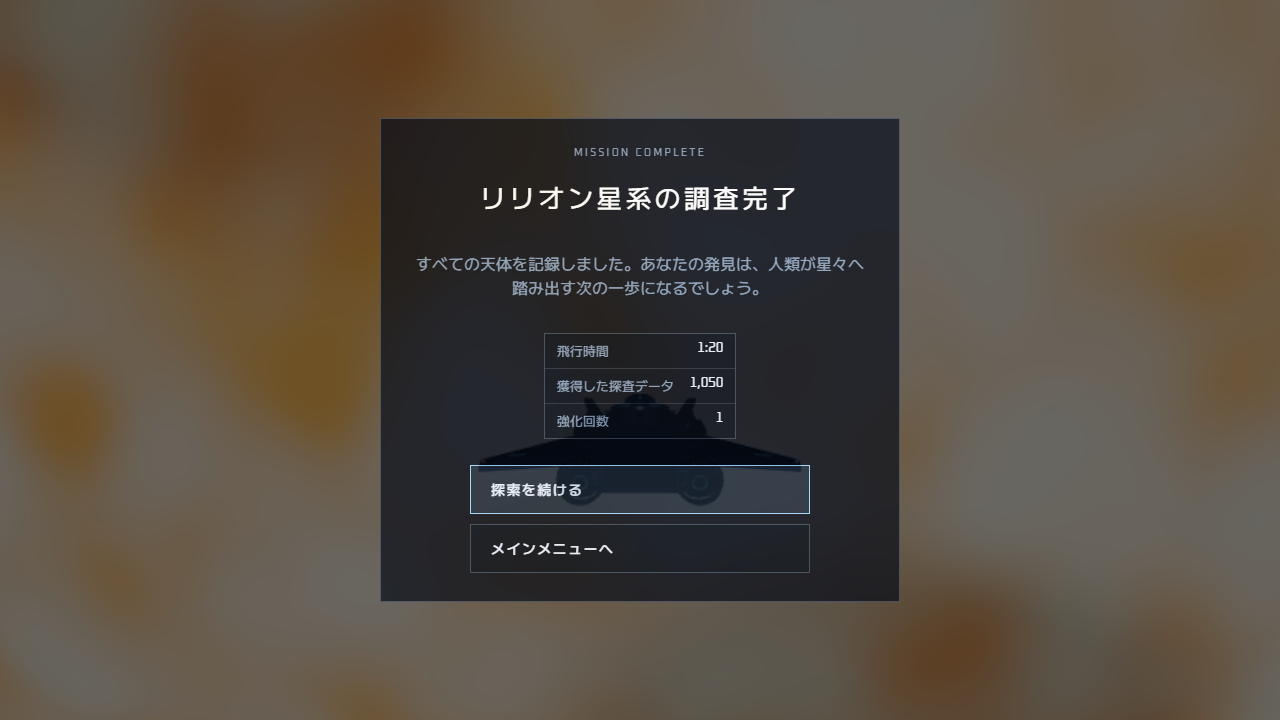 MISSION COMPLETE
リリオン星系の調査完了
すべての天体を記録しました。あなたの発見は、人類が星々へ
踏み出す次の一歩になるでしょう。
飛行時間 1:20
獲得した探査データ 1,050
強化回数 1
探索を続ける
メインメニューへ